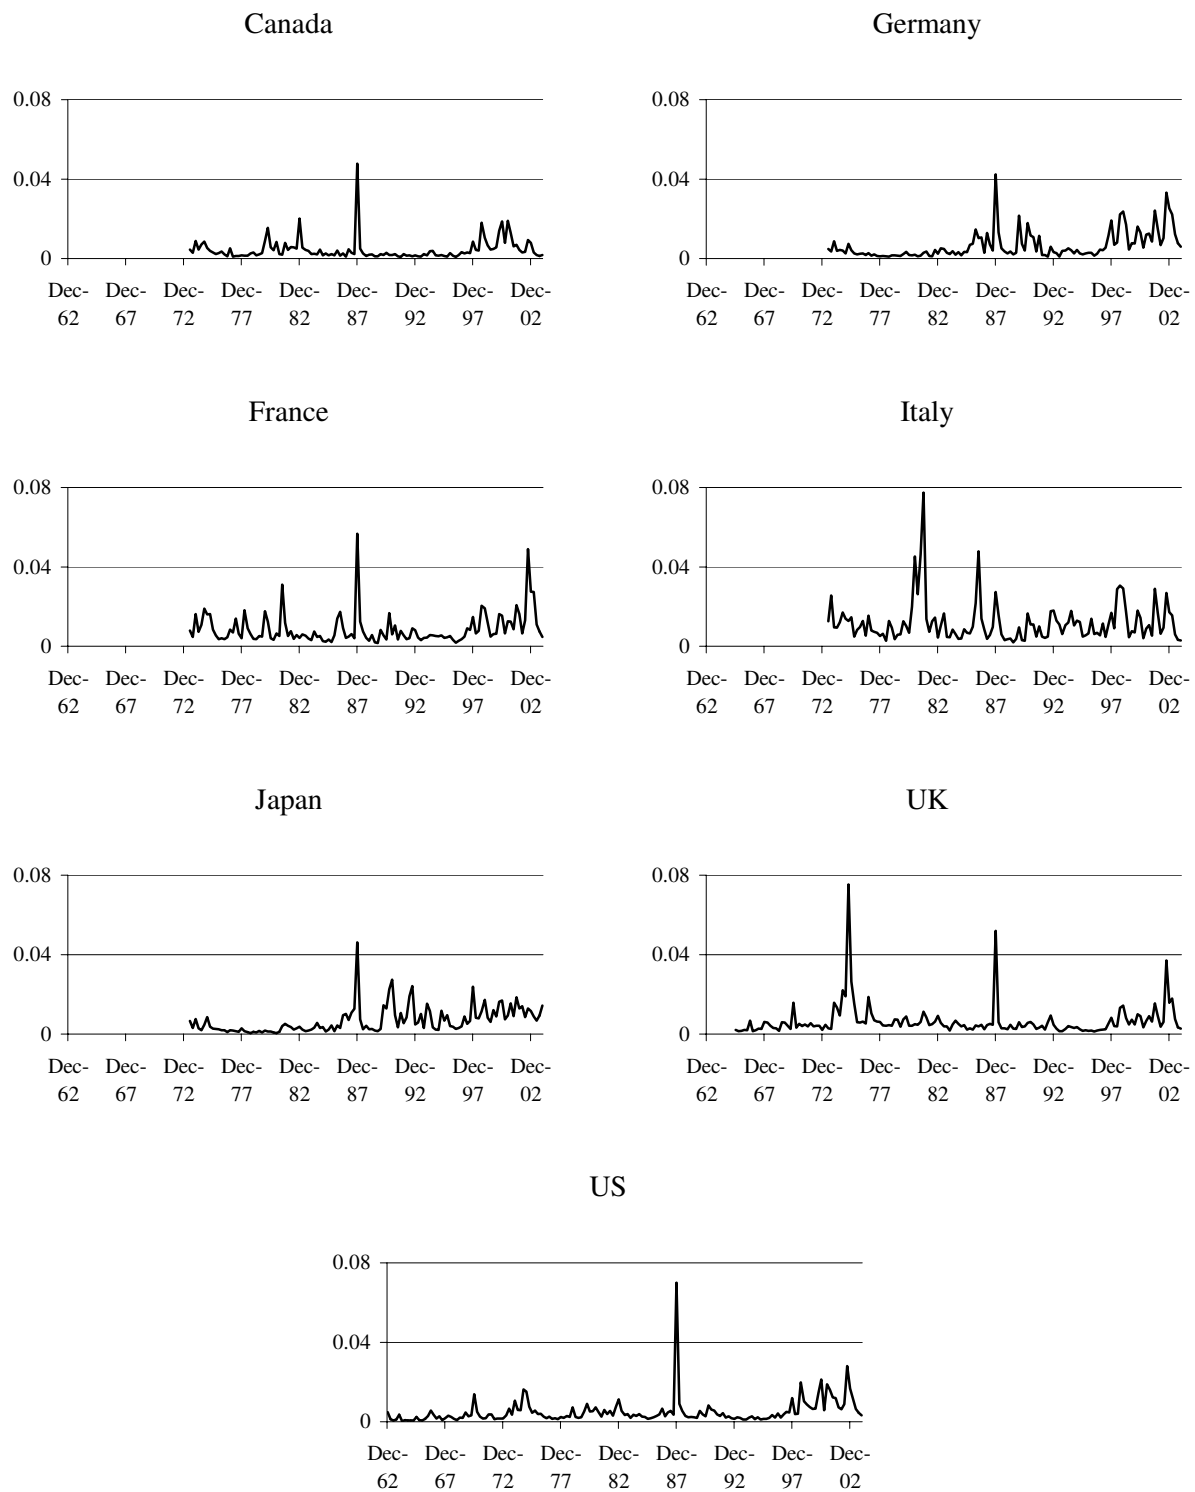 Canada
Germany
0.08
0.04
0
Dec- Dec- Dec- Dec- Dec- Dec- Dec- Dec- Dec-
62 67 72 77 82 87 92 97 02
0.08
0.04
0
Dec- Dec- Dec- Dec- Dec- Dec- Dec- Dec- Dec-
62 67 72 77 82 87 92 97 02
France
Italy
0.08
0.04
0
Dec- Dec- Dec- Dec- Dec- Dec- Dec- Dec- Dec-
62 67 72 77 82 87 92 97 02
0.08
0.04
0
Dec- Dec- Dec- Dec- Dec- Dec- Dec- Dec- Dec-
62 67 72 77 82 87 92 97 02
Japan
UK
0.08
0.04
0
Dec- Dec- Dec- Dec- Dec- Dec- Dec- Dec- Dec-
62 67 72 77 82 87 92 97 02
0.08
0.04
0
Dec- Dec- Dec- Dec- Dec- Dec- Dec- Dec- Dec-
62 67 72 77 82 87 92 97 02
US
0.08
0.04
0
Dec- Dec- Dec- Dec- Dec- Dec- Dec- Dec- Dec-
62 67 72 77 82 87 92 97 02